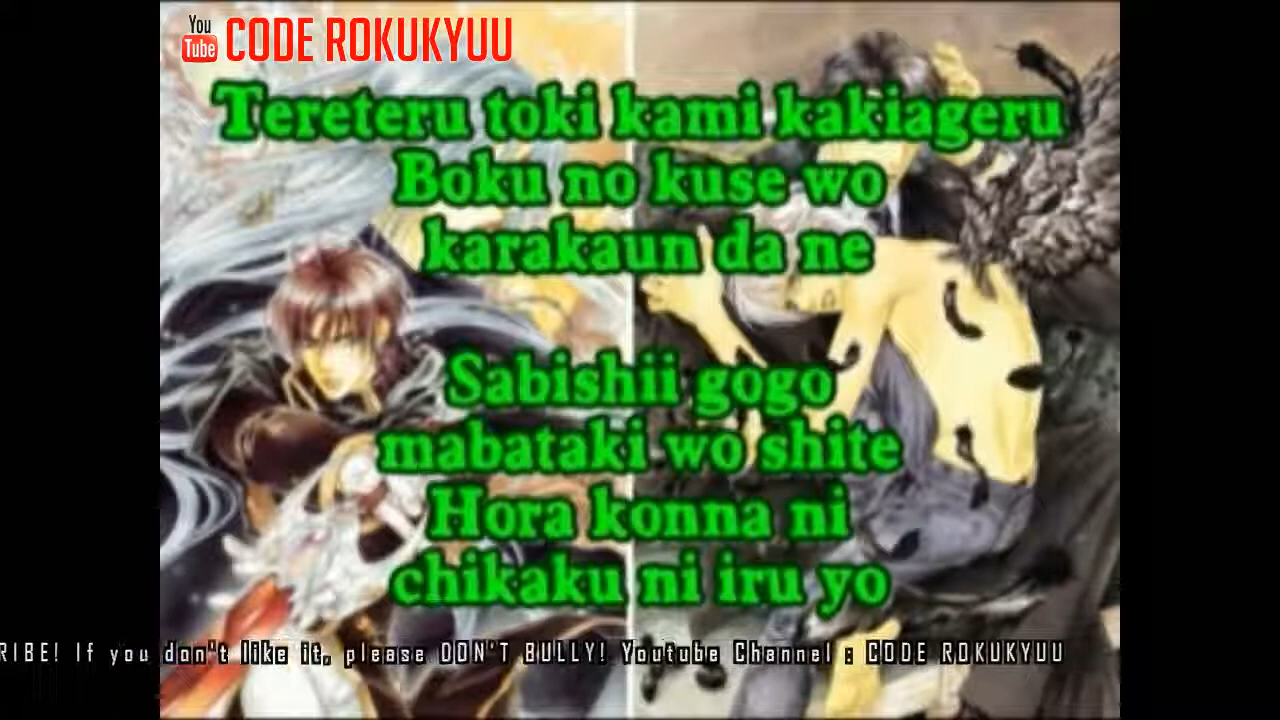 You Tube CODE ROKUKYUU
Tereteru toki kami kakiageru
Boku no kuse wo
karakaun da ne
Sabishii gogo
mabataki wo shite
Hora konna ni
chikaku ni iru yo
RIBE! If you don't like it, please DON'T BULLY! Youtube Channel : CODE ROKUKYUU